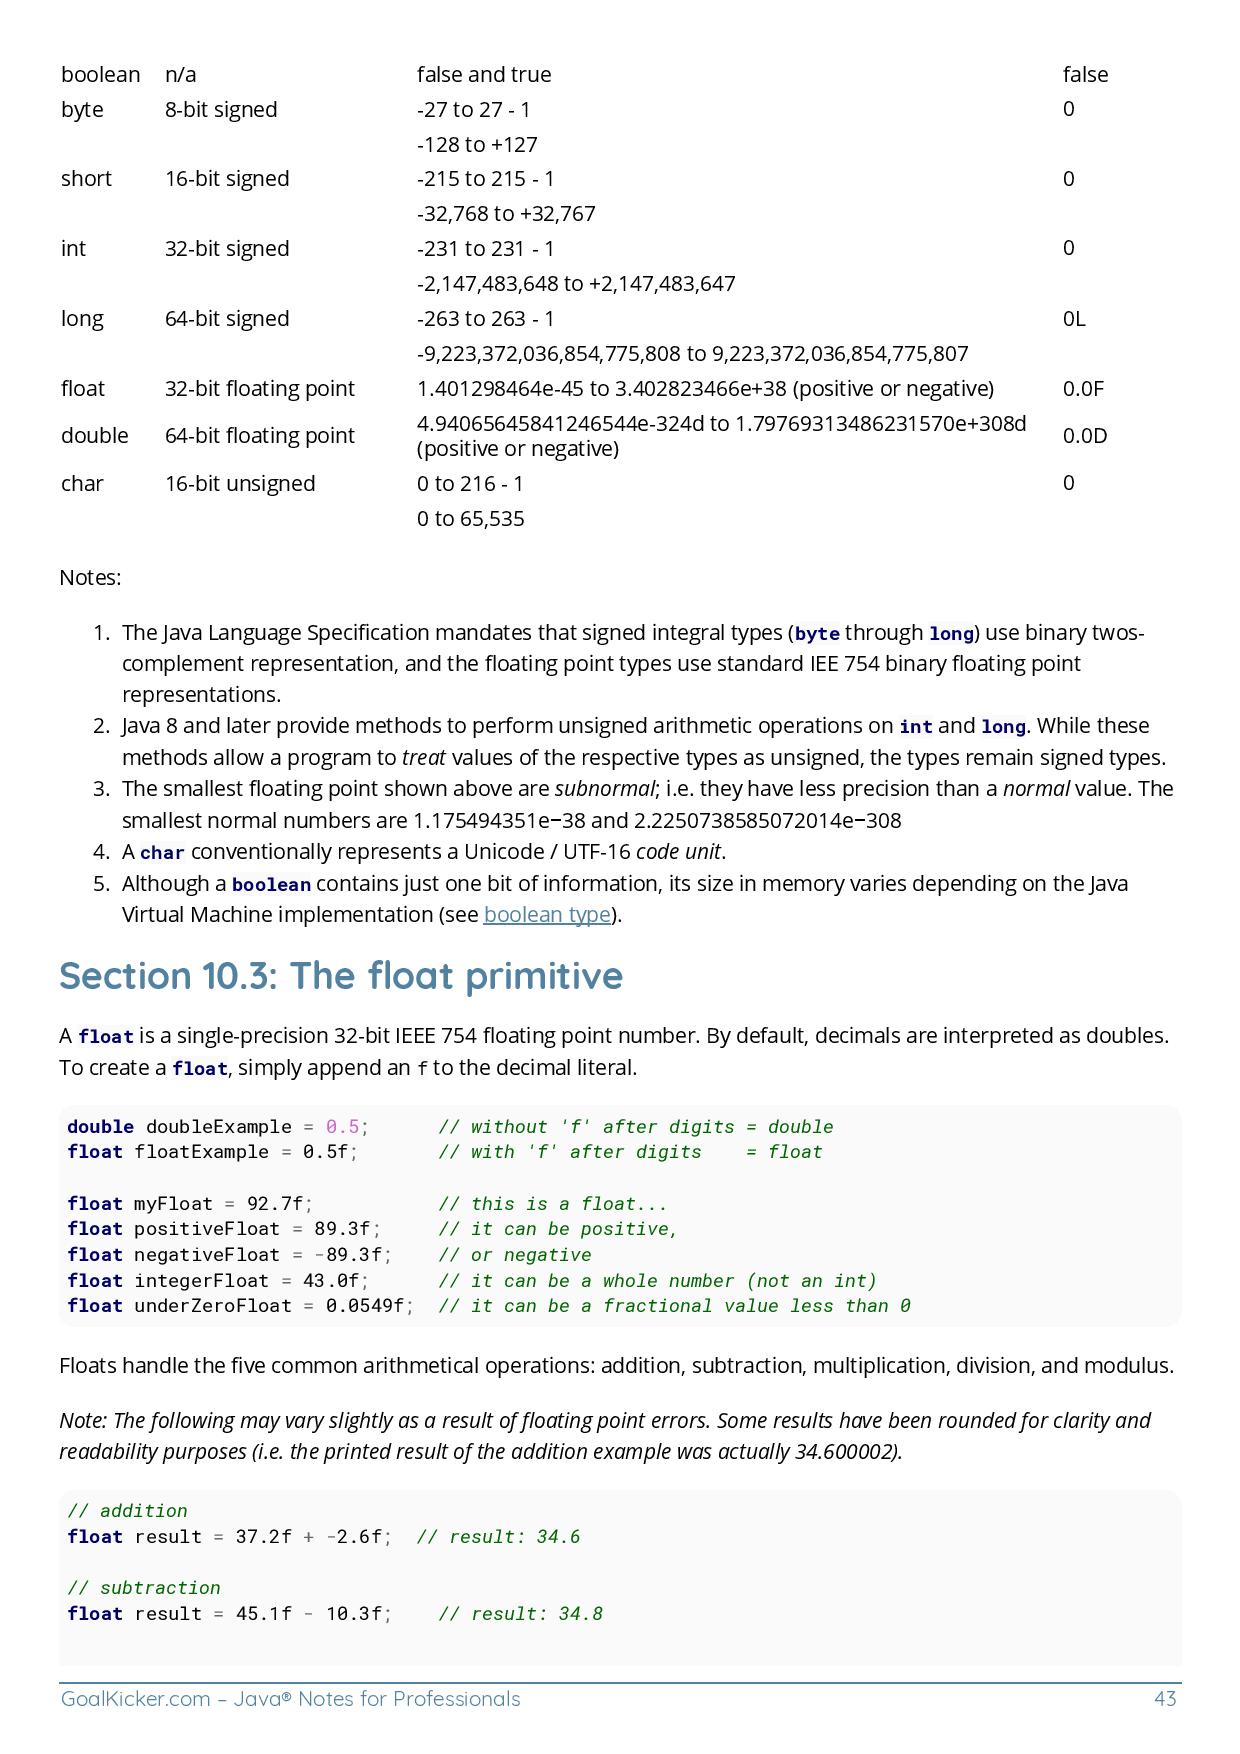 boolean n/a false and true false
byte 8-bit signed -27 to 27 - 1 0
-128 to +127
short 16-bit signed -215 to 215 - 1 0
-32,768 to +32,767
int 32-bit signed -231 to 231 - 1 0
-2,147,483,648 to +2,147,483,647
long 64-bit signed -263 to 263 - 1 0L
-9,223,372,036,854,775,808 to 9,223,372,036,854,775,807
float 32-bit floating point 1.401298464e-45 to 3.402823466e+38 (positive or negative) 0.0F
double 64-bit floating point 4.94065645841246544e-324d to 1.79769313486231570e+308d 0.0D
(positive or negative)
char 16-bit unsigned 0 to 216 - 1 0
0 to 65,535
Notes:
1. The Java Language Specification mandates that signed integral types (byte through long) use binary twos-
complement representation, and the floating point types use standard IEE 754 binary floating point
representations.
2. Java 8 and later provide methods to perform unsigned arithmetic operations on int and long. While these
methods allow a program to treat values of the respective types as unsigned, the types remain signed types.
3. The smallest floating point shown above are subnormal; i.e. they have less precision than a normal value. The
smallest normal numbers are 1.175494351e−38 and 2.2250738585072014e−308
4. A char conventionally represents a Unicode / UTF-16 code unit.
5. Although a boolean contains just one bit of information, its size in memory varies depending on the Java
Virtual Machine implementation (see boolean type).
Section 10.3: The float primitive
A float is a single-precision 32-bit IEEE 754 floating point number. By default, decimals are interpreted as doubles.
To create a float, simply append an f to the decimal literal.
double doubleExample = 0.5; // without 'f' after digits = double
float floatExample = 0.5f; // with 'f' after digits = float
float myFloat = 92.7f; // this is a float...
float positiveFloat = 89.3f; // it can be positive,
float negativeFloat = -89.3f; // or negative
float integerFloat = 43.0f; // it can be a whole number (not an int)
float underZeroFloat = 0.0549f; // it can be a fractional value less than 0
Floats handle the five common arithmetical operations: addition, subtraction, multiplication, division, and modulus.
Note: The following may vary slightly as a result of floating point errors. Some results have been rounded for clarity and
readability purposes (i.e. the printed result of the addition example was actually 34.600002).
// addition
float result = 37.2f + -2.6f; // result: 34.6
// subtraction
float result = 45.1f - 10.3f; // result: 34.8
GoalKicker.com – Java® Notes for Professionals 43